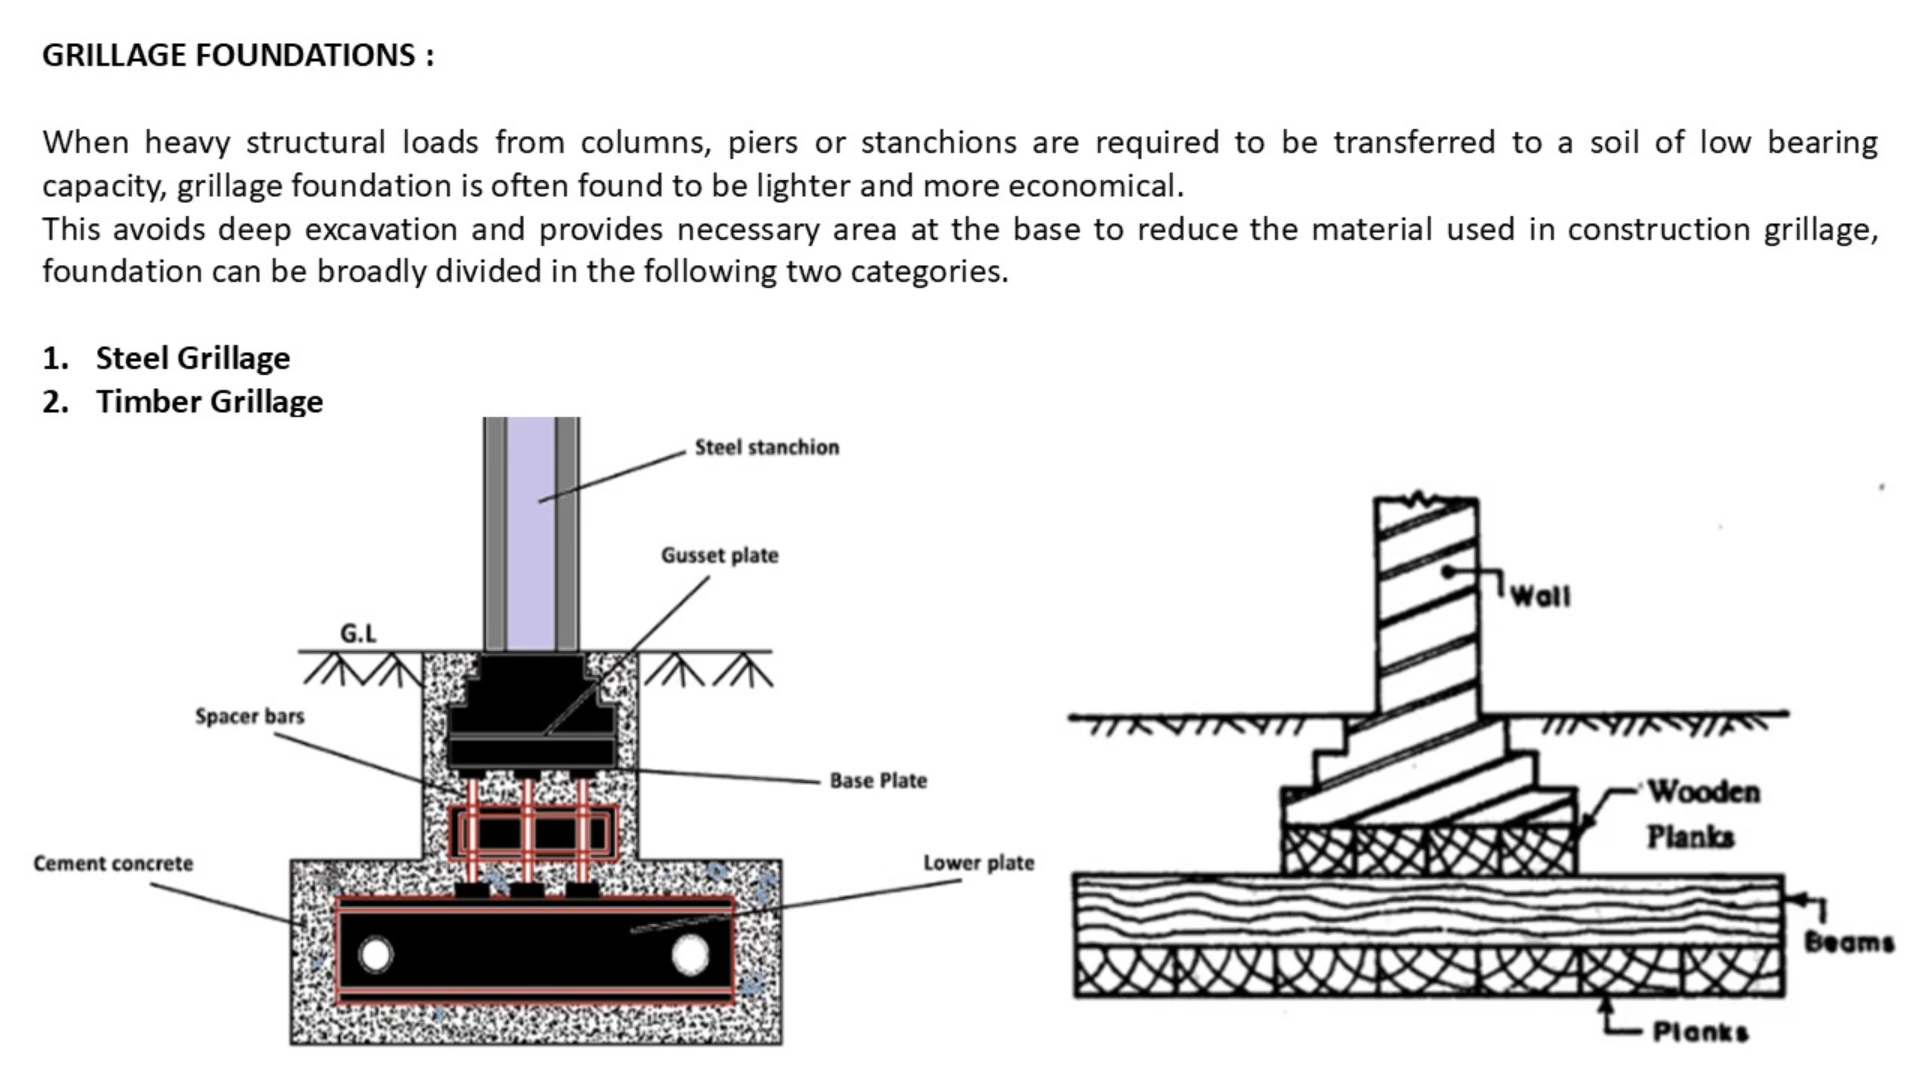 GRILLAGE FOUNDATIONS :
When heavy structural loads from columns, piers or stanchions are required to be transferred to a soil of low bearing
capacity, grillage foundation is often found to be lighter and more economical.
This avoids deep excavation and provides necessary area at the base to reduce the material used in construction grillage,
foundation can be broadly divided in the following two categories.
1. Steel Grillage
2. Timber Grillage
Steel stanchion
Gusset plate
G.L
Spacer bars
Base Plate
Cement concrete
Lower plate
Wall
Wooden
Planks
Beams
Planks